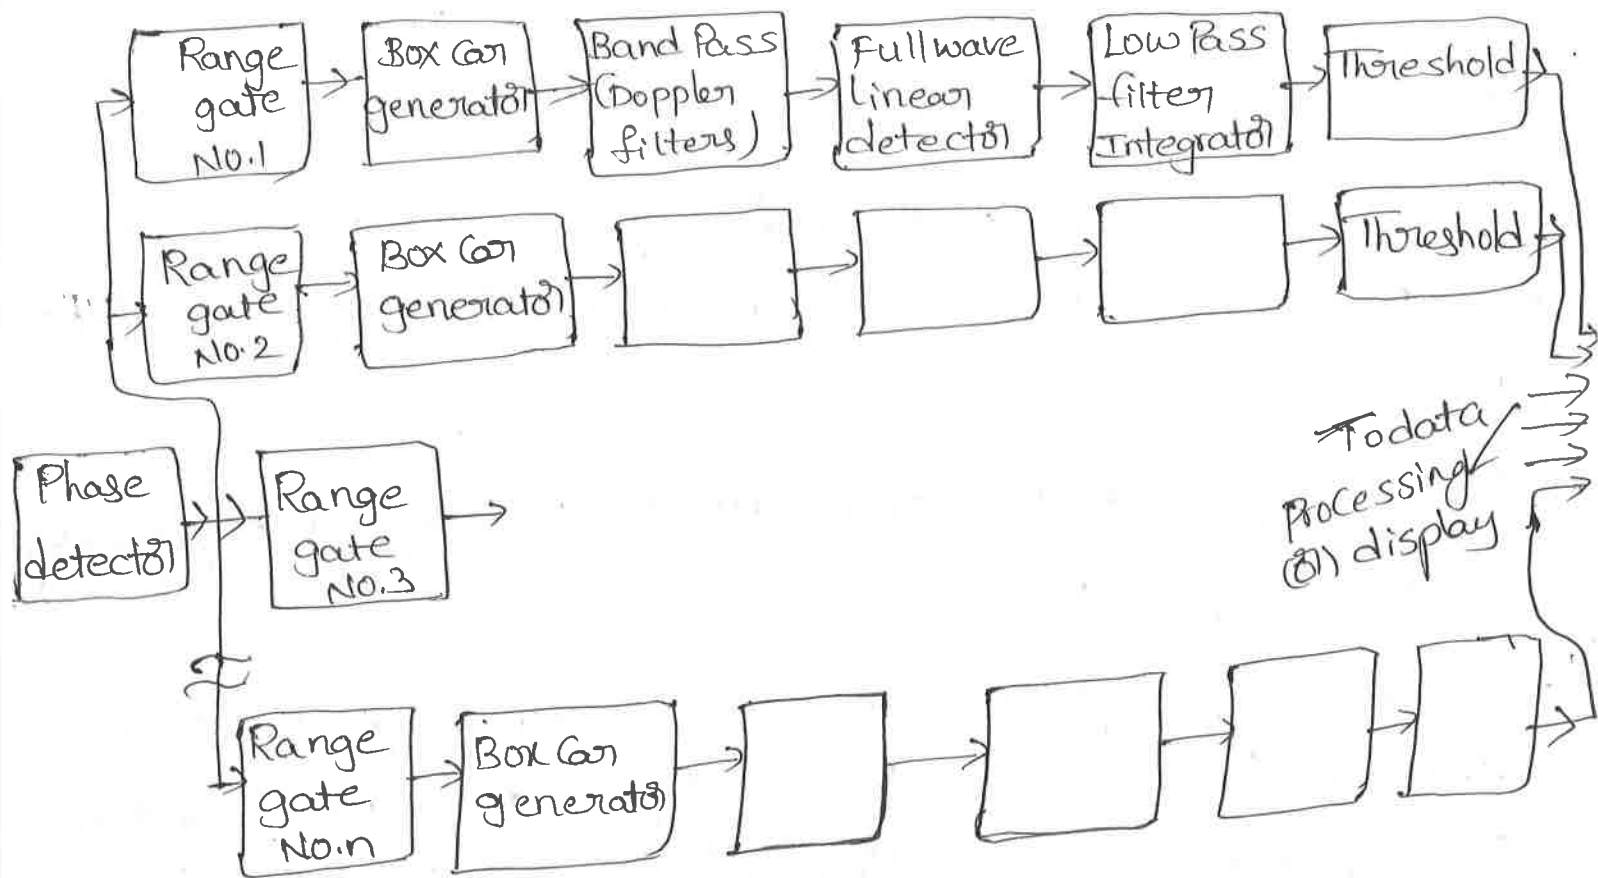 Range
gate
No.1
Box Car
generator
Band Pass
(Doppler
filters)
Full wave
linear
detector
Low Pass
filter
Integrator
Threshold
Range
gate
No.2
Box Car
generator
Threshold
Phase
detector
Range
gate
No.3
To data
Processing
(or) display
Range
gate
No.n
Box Car
generator